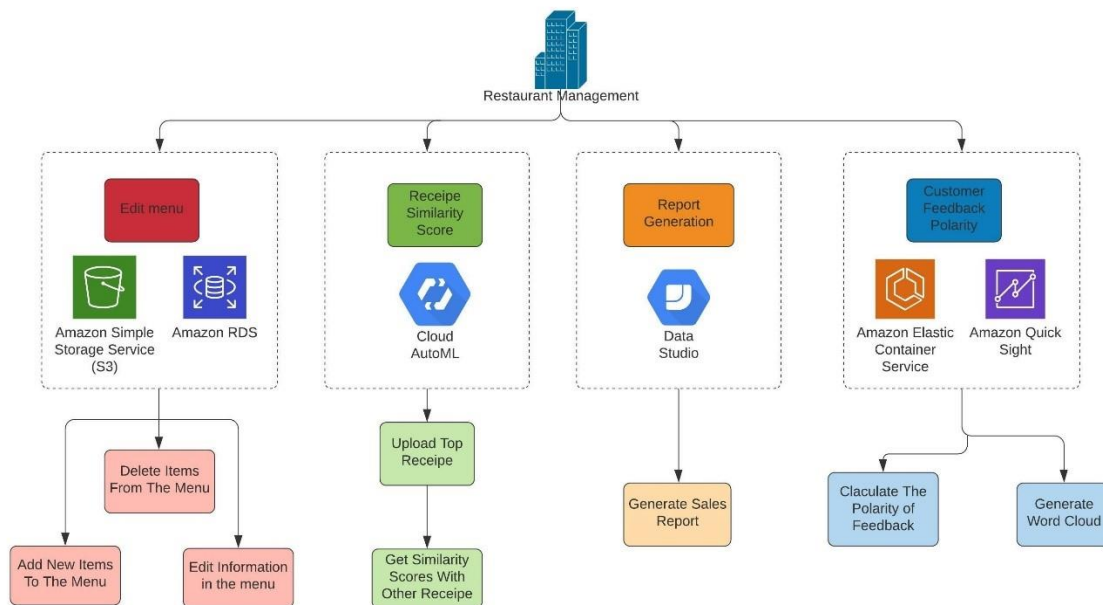 Restaurant Management
Edit menu
Amazon Simple
Storage Service
(S3)
Amazon RDS
Delete Items
From The Menu
Add New Items
To The Menu
Edit Information
in the menu
Receipe
Similarity
Score
Cloud
AutoML
Upload Top
Receipe
Get Similarity
Scores With
Other Receipe
Report
Generation
Data
Studio
Generate Sales
Report
Customer
Feedback
Polarity
Amazon Elastic
Container
Service
Amazon Quick
Sight
Claculate The
Polarity of
Feedback
Generate
Word Cloud